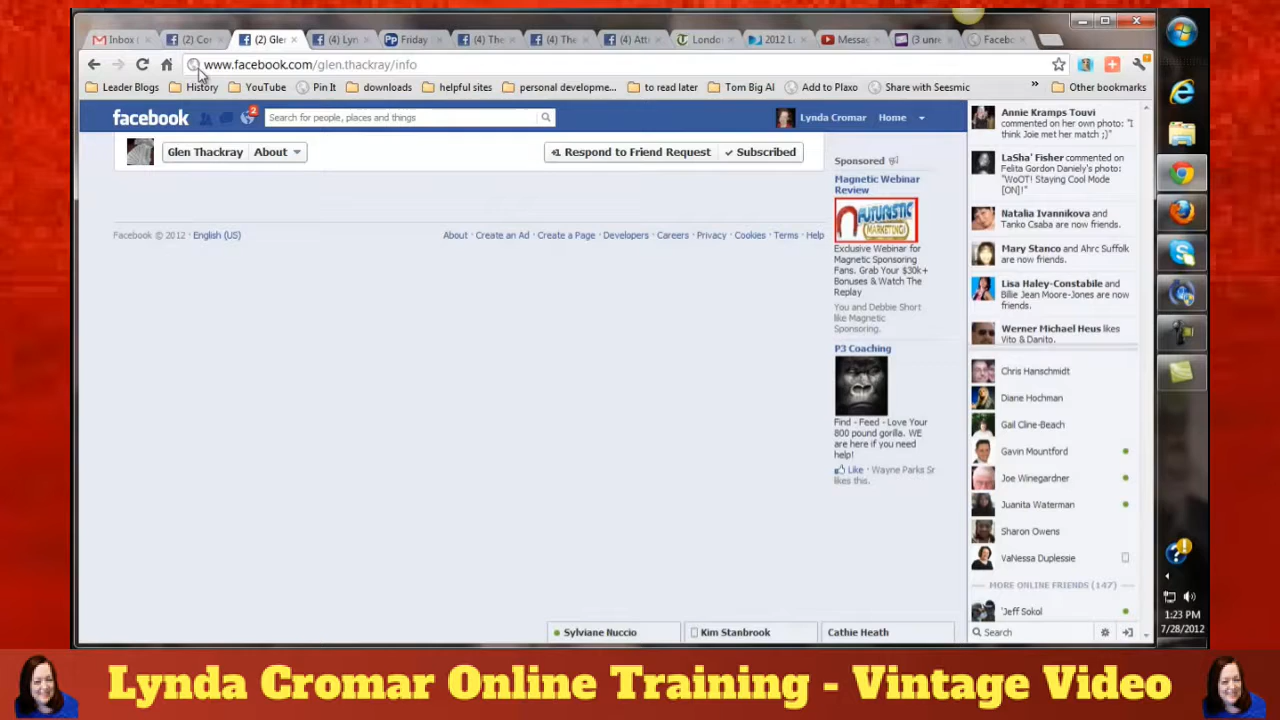 Inbox
(2) Co
(2) Gle
(4) Lyn
Friday
(4) The
(4) The
(4) Att
London
2012 L
Messag
(3 unre
Facebo
www.facebook.com/glen.thackray/info
Leader Blogs
History
YouTube
Pin It
downloads
helpful sites
personal developme...
to read later
Tom Big Al
Add to Plaxo
Share with Seesmic
»
Other bookmarks
facebook
2
Search for people, places and things
Lynda Cromar
Home
Glen Thackray
About
+1 Respond to Friend Request
✓ Subscribed
Facebook © 2012 · English (US)
About · Create an Ad · Create a Page · Developers · Careers · Privacy · Cookies · Terms · Help
Sponsored
Magnetic Webinar
Review
FUTURISTIC
MARKETING
Exclusive Webinar for
Magnetic Sponsoring
Fans. Grab Your $30k+
Bonuses & Watch The
Replay
You and Debbie Short
like Magnetic
Sponsoring.
P3 Coaching
Find - Feed - Love Your
800 pound gorilla. WE
are here if you need
help!
Like · Wayne Parks Sr
likes this.
Annie Kramps Touvi
commented on her own photo: "I
think Joie met her match ;)"
LaSha' Fisher commented on
Felita Gordon Daniely's photo:
"WoOT! Staying Cool Mode
[ON]!"
Natalia Ivannikova and
Tanko Csaba are now friends.
Mary Stanco and Ahrc Suffolk
are now friends.
Lisa Haley-Constabile and
Billie Jean Moore-Jones are now
friends.
Werner Michael Heus likes
Vito & Danito.
Chris Hanschmidt
Diane Hochman
Gail Cline-Beach
Gavin Mountford
Joe Winegardner
Juanita Waterman
Sharon Owens
VaNessa Duplessie
MORE ONLINE FRIENDS (147)
'Jeff Sokol
Search
Sylviane Nuccio
Kim Stanbrook
Cathie Heath
1:23 PM
7/28/2012
Lynda Cromar Online Training - Vintage Video